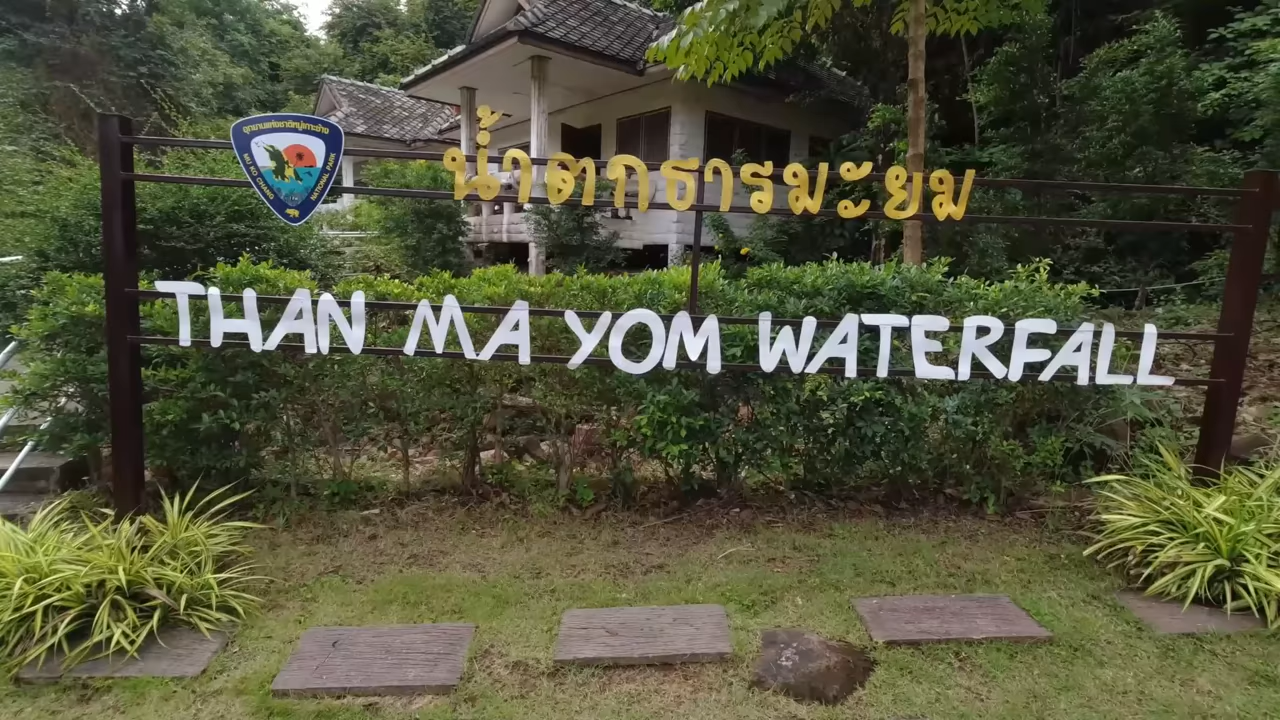 อุทยานแห่งชาติหมู่เกาะช้าง
MU KO CHANG
NATIONAL PARK
น้ำตกธารมะยม
THAN MA YOM WATERFALL